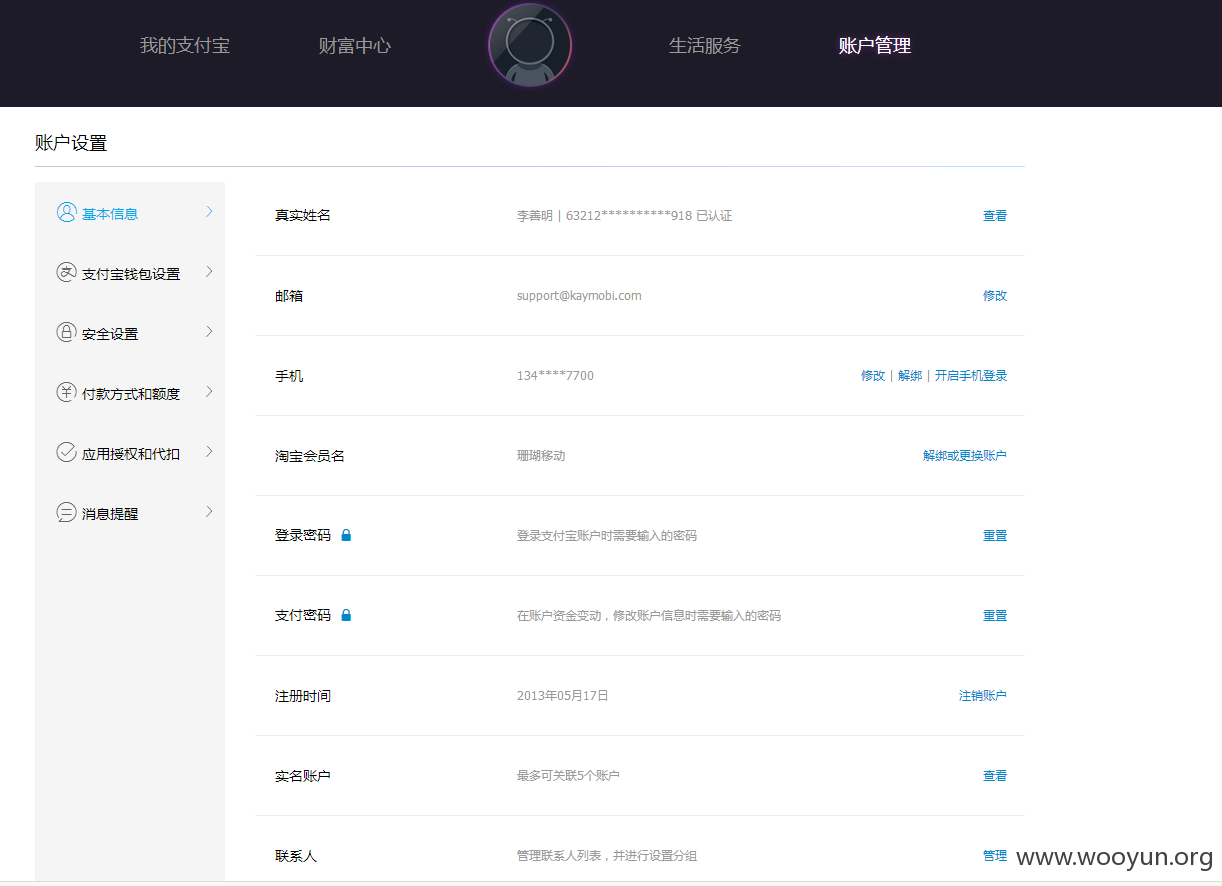 我的支付宝 财富中心 生活服务 账户管理
账户设置
基本信息
支付宝钱包设置
安全设置
付款方式和额度
应用授权和代扣
消息提醒
真实姓名 李善明 | 63212**********918 已认证 查看
邮箱 support@kaymobi.com 修改
手机 134****7700 修改 | 解绑 | 开启手机登录
淘宝会员名 珊瑚移动 解绑或更换账户
登录密码 登录支付宝账户时需要输入的密码 重置
支付密码 在账户资金变动，修改账户信息时需要输入的密码 重置
注册时间 2013年05月17日 注销账户
实名账户 最多可关联5个账户 查看
联系人 管理联系人列表，并进行设置分组 管理
www.wooyun.org